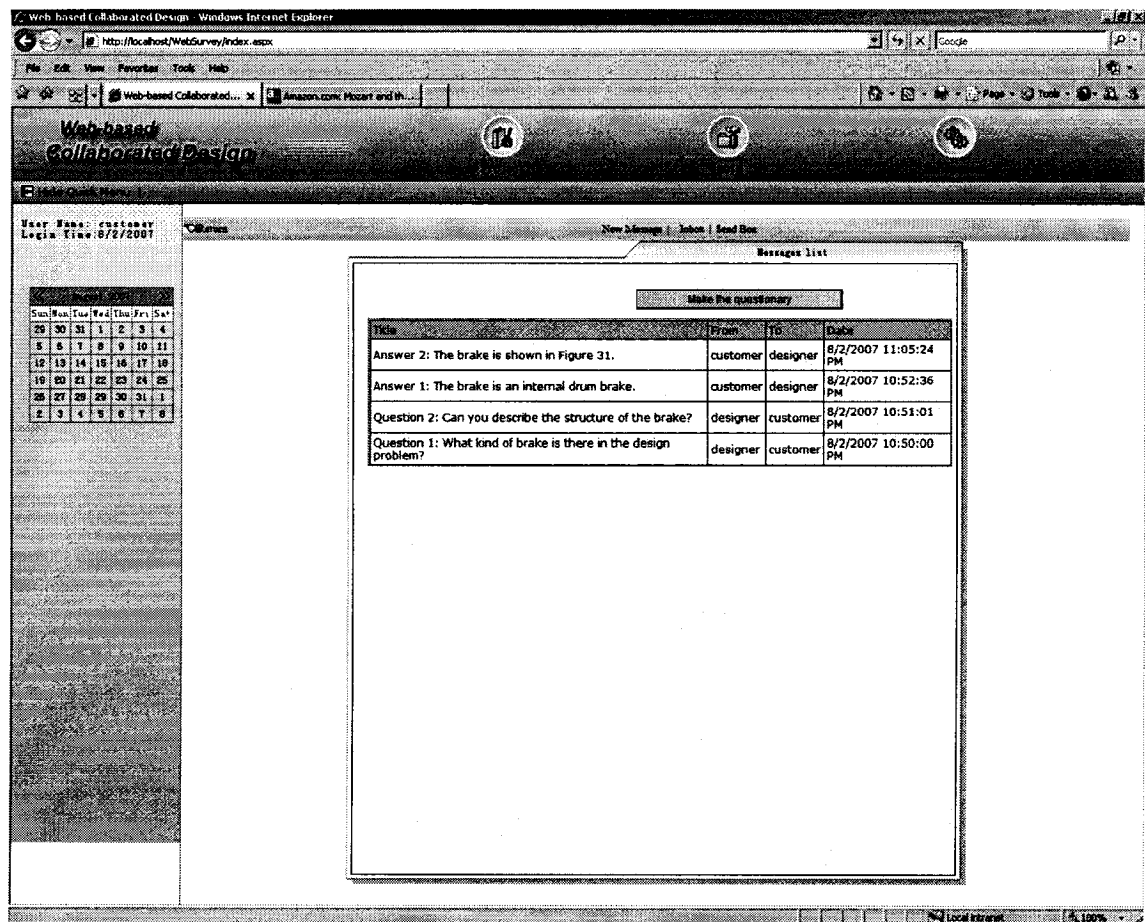 Web-based Collaborated Design - Windows Internet Explorer
http://localhost/WebSurvey/index.aspx
Google
File Edit View Favorites Tools Help
Web-based Collaborated... Amazon.com: Mozart and th...
Page Tools
Web-based
Collaborated Design
Hide Quick Menu
User Name: customer
Login Time:8/2/2007
Return
New Message | Inbox | Send Box
Messages list
August 2007
Sun Mon Tue Wed Thu Fri Sat
29 30 31 1 2 3 4
5 6 7 8 9 10 11
12 13 14 15 16 17 18
19 20 21 22 23 24 25
26 27 28 29 30 31 1
2 3 4 5 6 7 8
Make the questionary
Title From To Date
Answer 2: The brake is shown in Figure 31. customer designer 8/2/2007 11:05:24 PM
Answer 1: The brake is an internal drum brake. customer designer 8/2/2007 10:52:36 PM
Question 2: Can you describe the structure of the brake? designer customer 8/2/2007 10:51:01 PM
Question 1: What kind of brake is there in the design problem? designer customer 8/2/2007 10:50:00 PM
Local intranet 100%